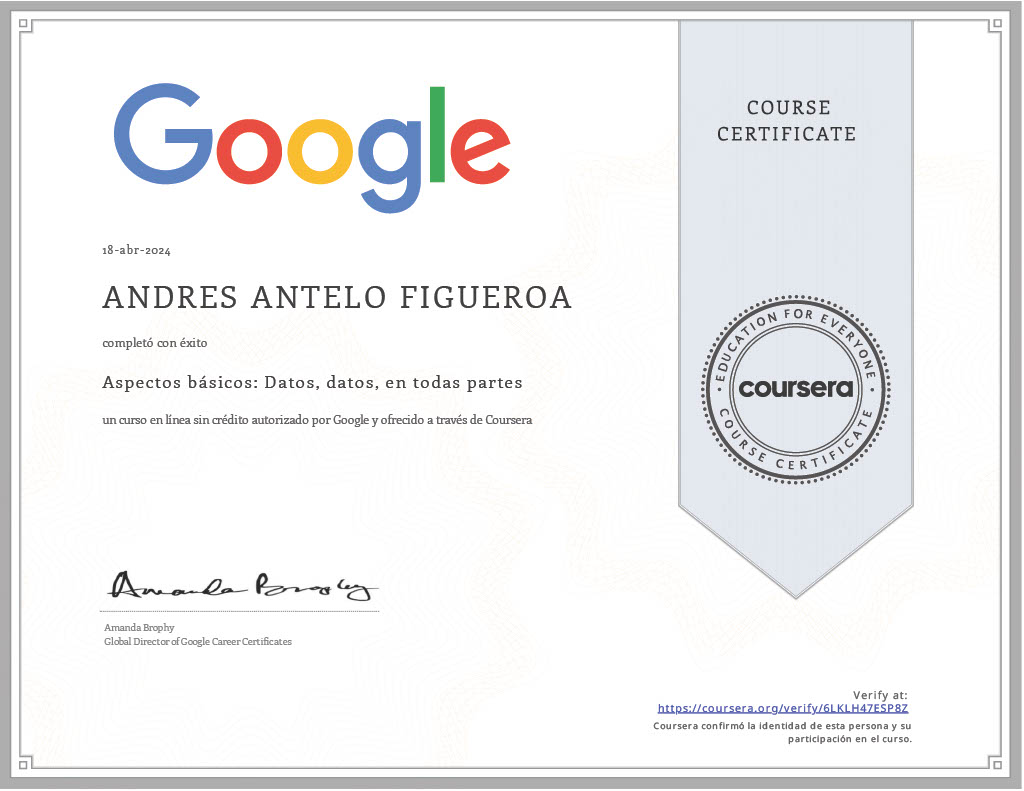 Google
COURSE
CERTIFICATE
18-abr-2024
ANDRES ANTELO FIGUEROA
completó con éxito
Aspectos básicos: Datos, datos, en todas partes
un curso en línea sin crédito autorizado por Google y ofrecido a través de Coursera
EDUCATION FOR EVERYONE
coursera
COURSE CERTIFICATE
Amanda Brophy
Amanda Brophy
Global Director of Google Career Certificates
Verify at:
https://coursera.org/verify/6LKLH47ESP8Z
Coursera confirmó la identidad de esta persona y su
participación en el curso.